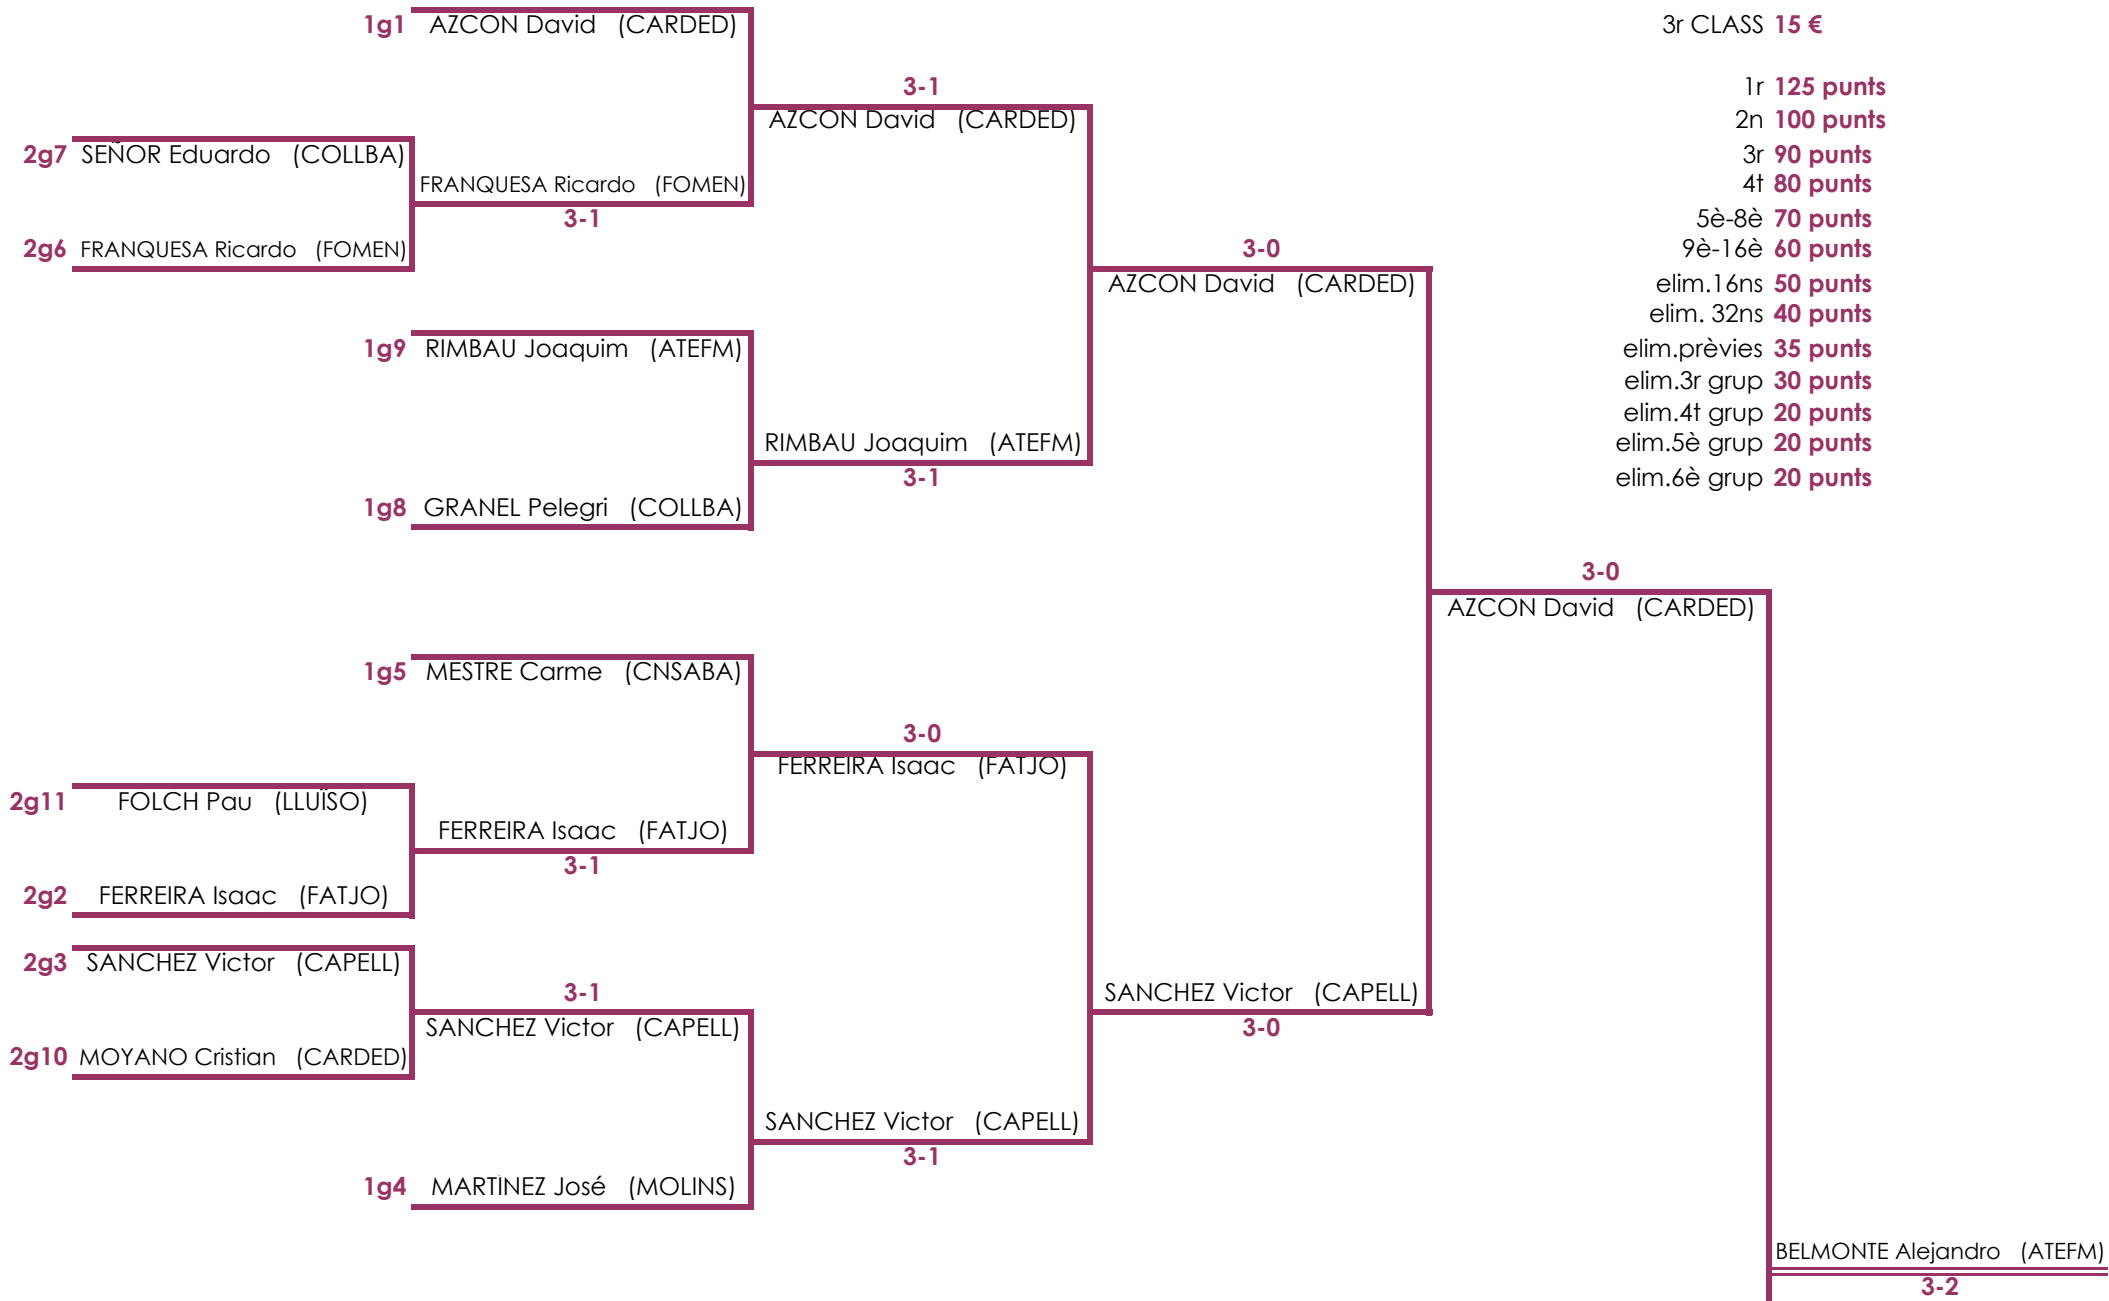 1g1 AZCON David (CARDED)
3r CLASS 15 €
3-1
1r 125 punts
AZCON David (CARDED)
2n 100 punts
2g7 SEÑOR Eduardo (COLLBA)
3r 90 punts
FRANQUESA Ricardo (FOMEN)
4t 80 punts
3-1
5è-8è 70 punts
2g6 FRANQUESA Ricardo (FOMEN)
3-0
9è-16è 60 punts
AZCON David (CARDED)
elim.16ns 50 punts
elim. 32ns 40 punts
1g9 RIMBAU Joaquim (ATEFM)
elim.prèvies 35 punts
elim.3r grup 30 punts
elim.4t grup 20 punts
RIMBAU Joaquim (ATEFM)
elim.5è grup 20 punts
3-1
elim.6è grup 20 punts
1g8 GRANEL Pelegri (COLLBA)
3-0
AZCON David (CARDED)
1g5 MESTRE Carme (CNSABA)
3-0
FERREIRA Isaac (FATJO)
2g11 FOLCH Pau (LLUÏSO)
FERREIRA Isaac (FATJO)
3-1
2g2 FERREIRA Isaac (FATJO)
2g3 SANCHEZ Victor (CAPELL)
3-1
SANCHEZ Victor (CAPELL)
SANCHEZ Victor (CAPELL)
3-0
2g10 MOYANO Cristian (CARDED)
SANCHEZ Victor (CAPELL)
3-1
1g4 MARTÍNEZ José (MOLINS)
BELMONTE Alejandro (ATEFM)
3-2